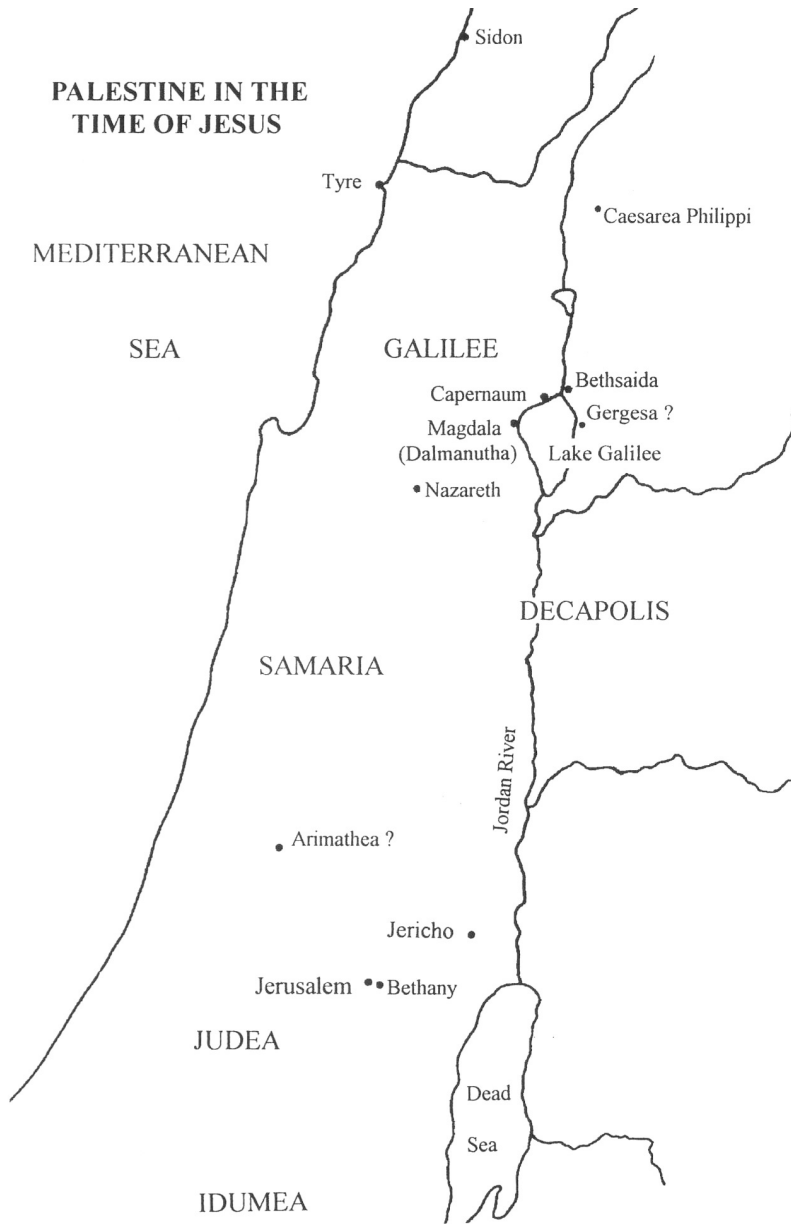 Sidon
PALESTINE IN THE
TIME OF JESUS
Tyre
Caesarea Philippi
MEDITERRANEAN
SEA
GALILEE
Bethsaida
Capernaum
Gergesa ?
Magdala
(Dalmanutha)
Lake Galilee
Nazareth
DECAPOLIS
SAMARIA
Jordan River
Arimathea ?
Jericho
Jerusalem
Bethany
JUDEA
Dead
Sea
IDUMEA